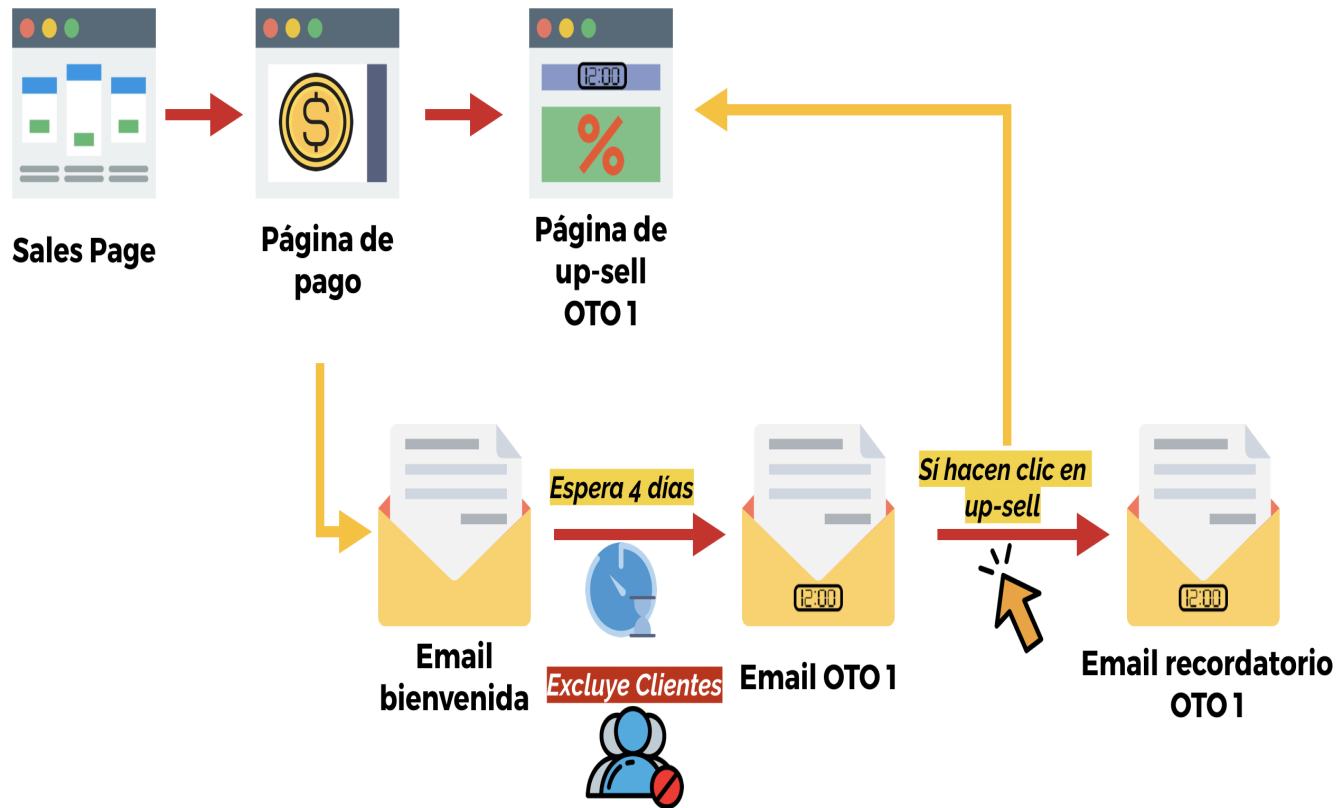 12:00
Sales Page
Página de
pago
Página de
up-sell
OTO 1
Espera 4 días
Sí hacen clic en
up-sell
12:00
12:00
Email
bienvenida
Excluye Clientes
Email OTO 1
Email recordatorio
OTO 1